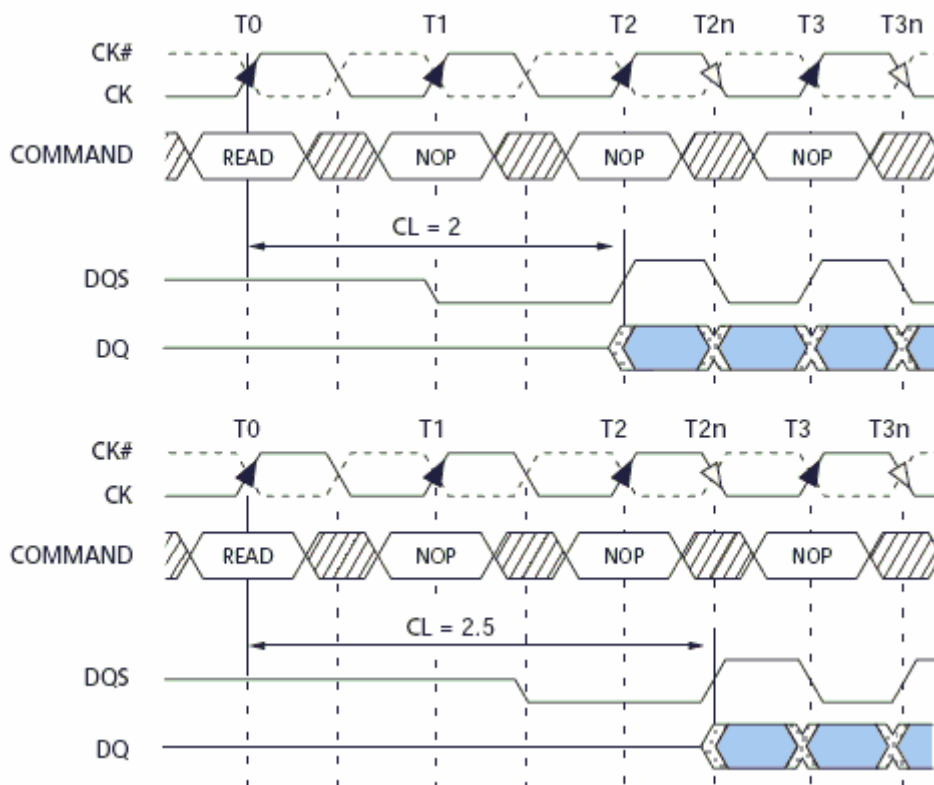 T0 T1 T2 T2n T3 T3n
CK#
CK
COMMAND READ NOP NOP NOP
CL = 2
DQS
DQ
T0 T1 T2 T2n T3 T3n
CK#
CK
COMMAND READ NOP NOP NOP
CL = 2.5
DQS
DQ